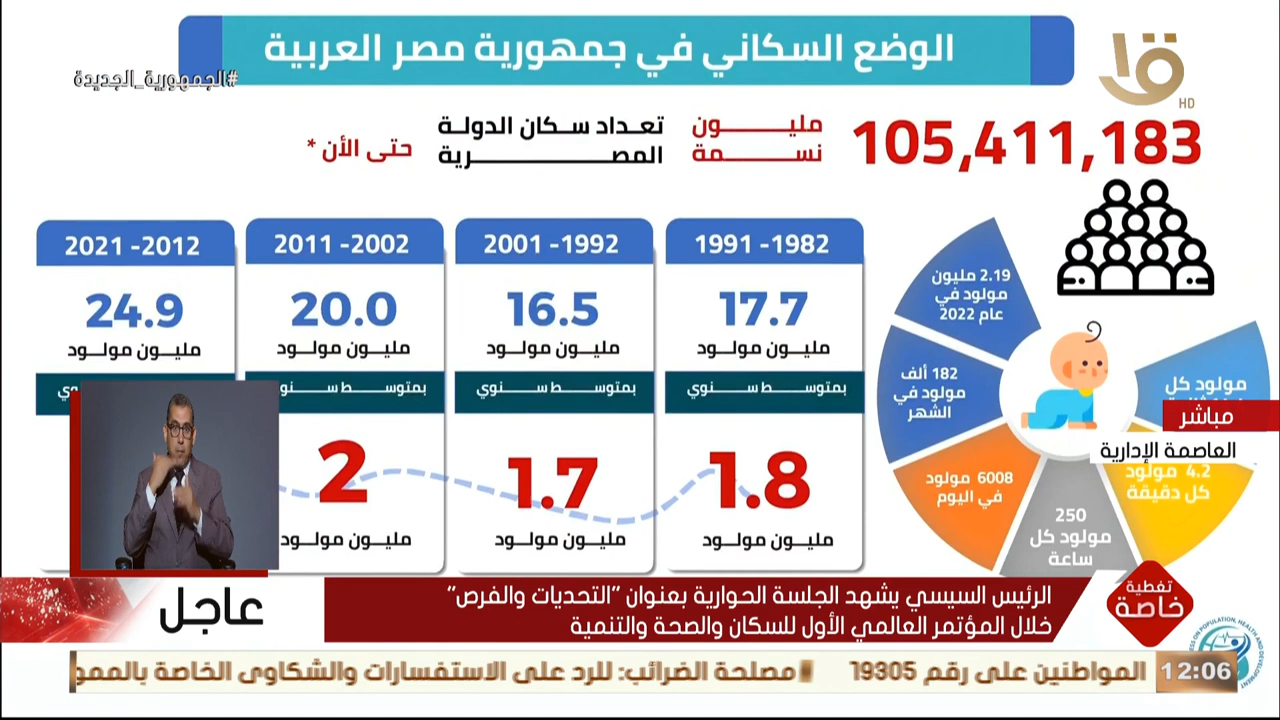 الوضع السكاني في جمهورية مصر العربية
#الجمهورية_الجديدة
HD
105,411,183
مليون نسمة
تعداد سكان الدولة المصرية
حتى الأن *
1991 -1982
17.7
مليون مولود
بمتوسط سنوي
1.8
مليون مولود
2001 -1992
16.5
مليون مولود
بمتوسط سنوي
1.7
مليون مولود
2011 -2002
20.0
مليون مولود
بمتوسط سنوي
2
مليون مولود
2021 -2012
24.9
مليون مولود
2.19 مليون
مولود في
عام 2022
182 ألف
مولود في
الشهر
6008 مولود
في اليوم
250
مولود كل
ساعة
4.2 مولود
كل دقيقة
مولود كل
مباشر
العاصمة الإدارية
تغطية
خاصة
عاجل
الرئيس السيسي يشهد الجلسة الحوارية بعنوان "التحديات والفرص"
خلال المؤتمر العالمي الأول للسكان والصحة والتنمية
12:06
المواطنين على رقم 19305
مصلحة الضرائب: للرد على الاستفسارات والشكاوى الخاصة